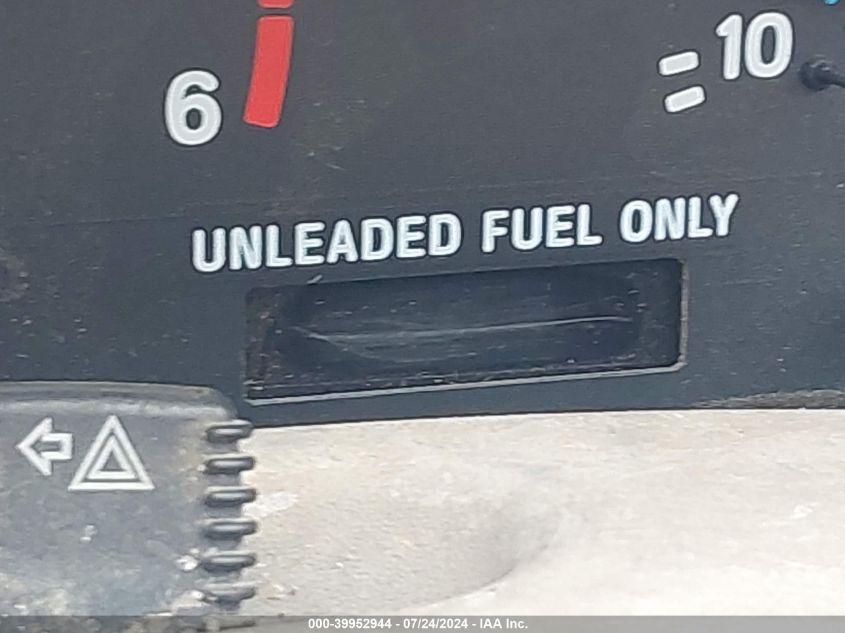 6
10
UNLEADED FUEL ONLY
000-39952944 - 07/24/2024 - IAA Inc.